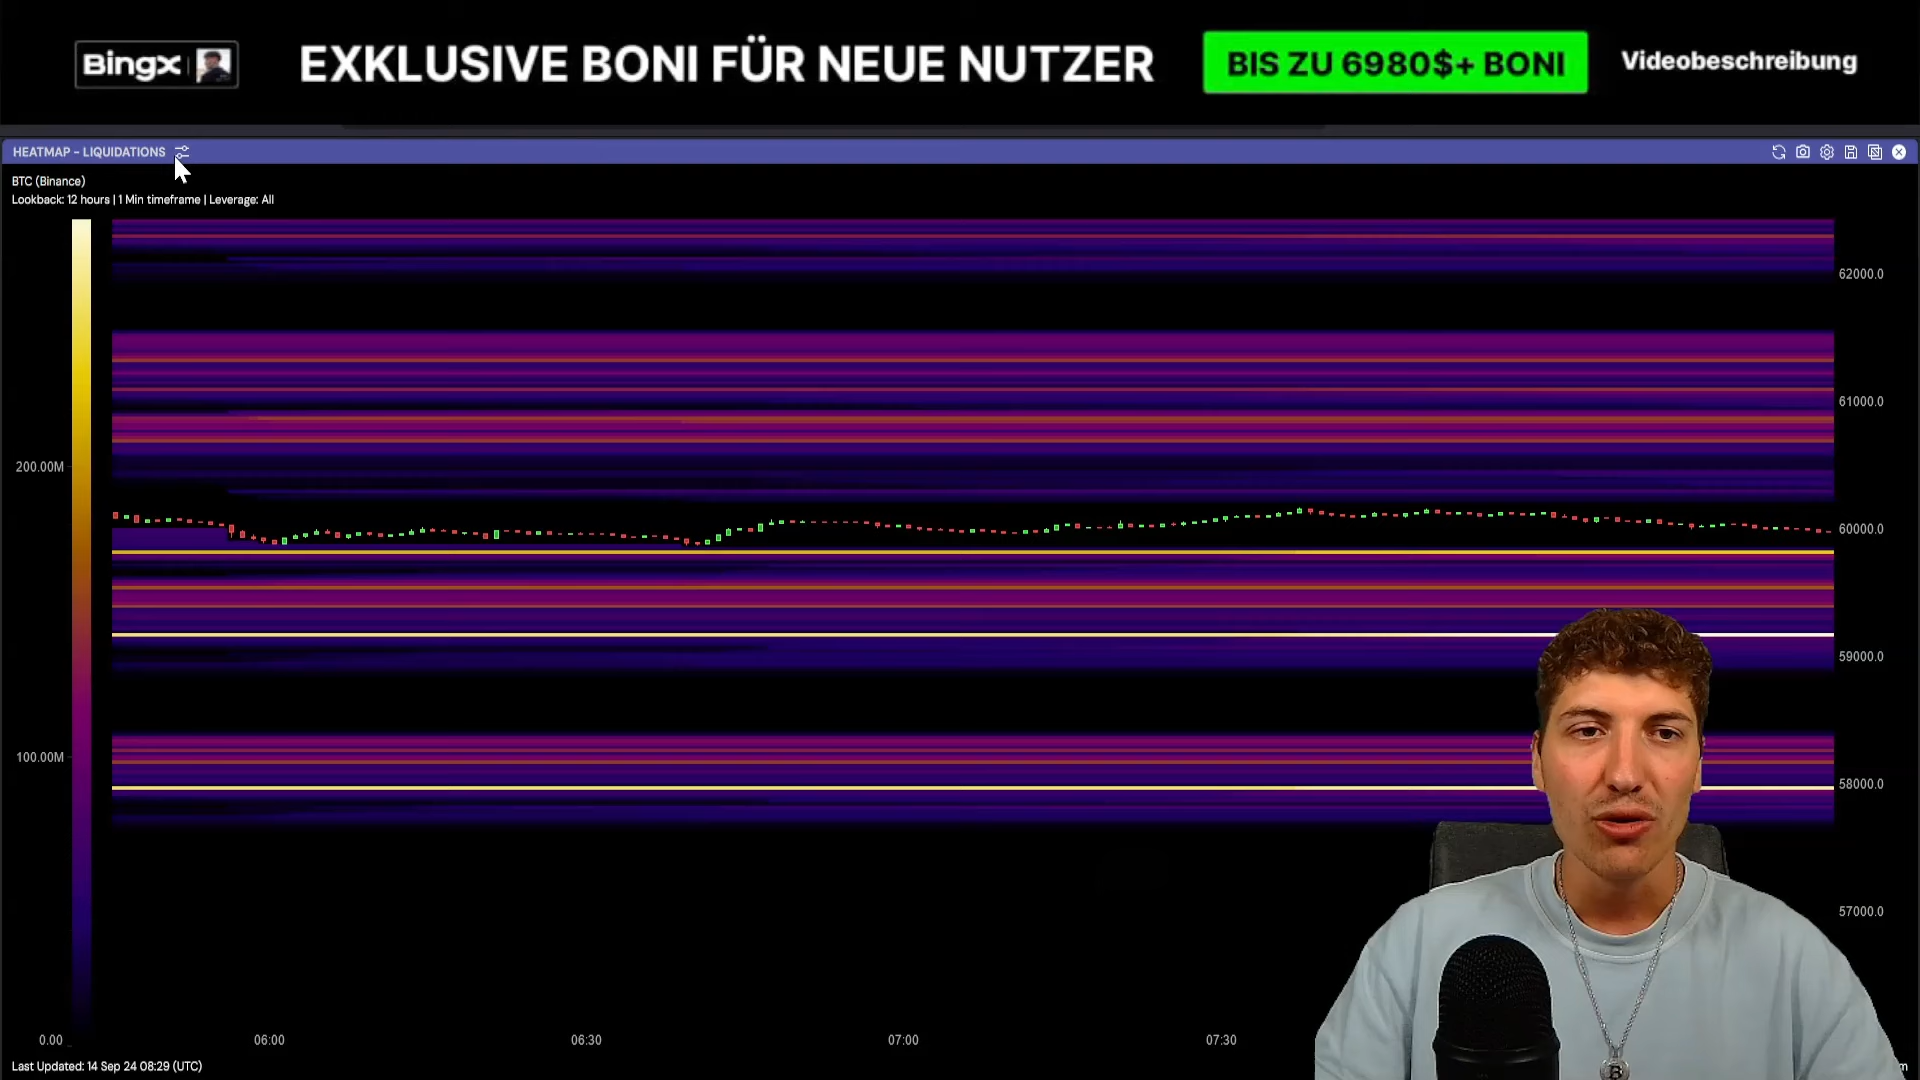 Bingx
EXKLUSIVE BONI FÜR NEUE NUTZER
BIS ZU 6980$+ BONI
Videobeschreibung
HEATMAP - LIQUIDATIONS
BTC (Binance)
Lookback: 12 hours | 1 Min timeframe | Leverage: All
62000.0
61000.0
200.00M
60000.0
59000.0
100.00M
58000.0
57000.0
0.00
06:00
06:30
07:00
07:30
Last Updated: 14 Sep 24 08:29 (UTC)